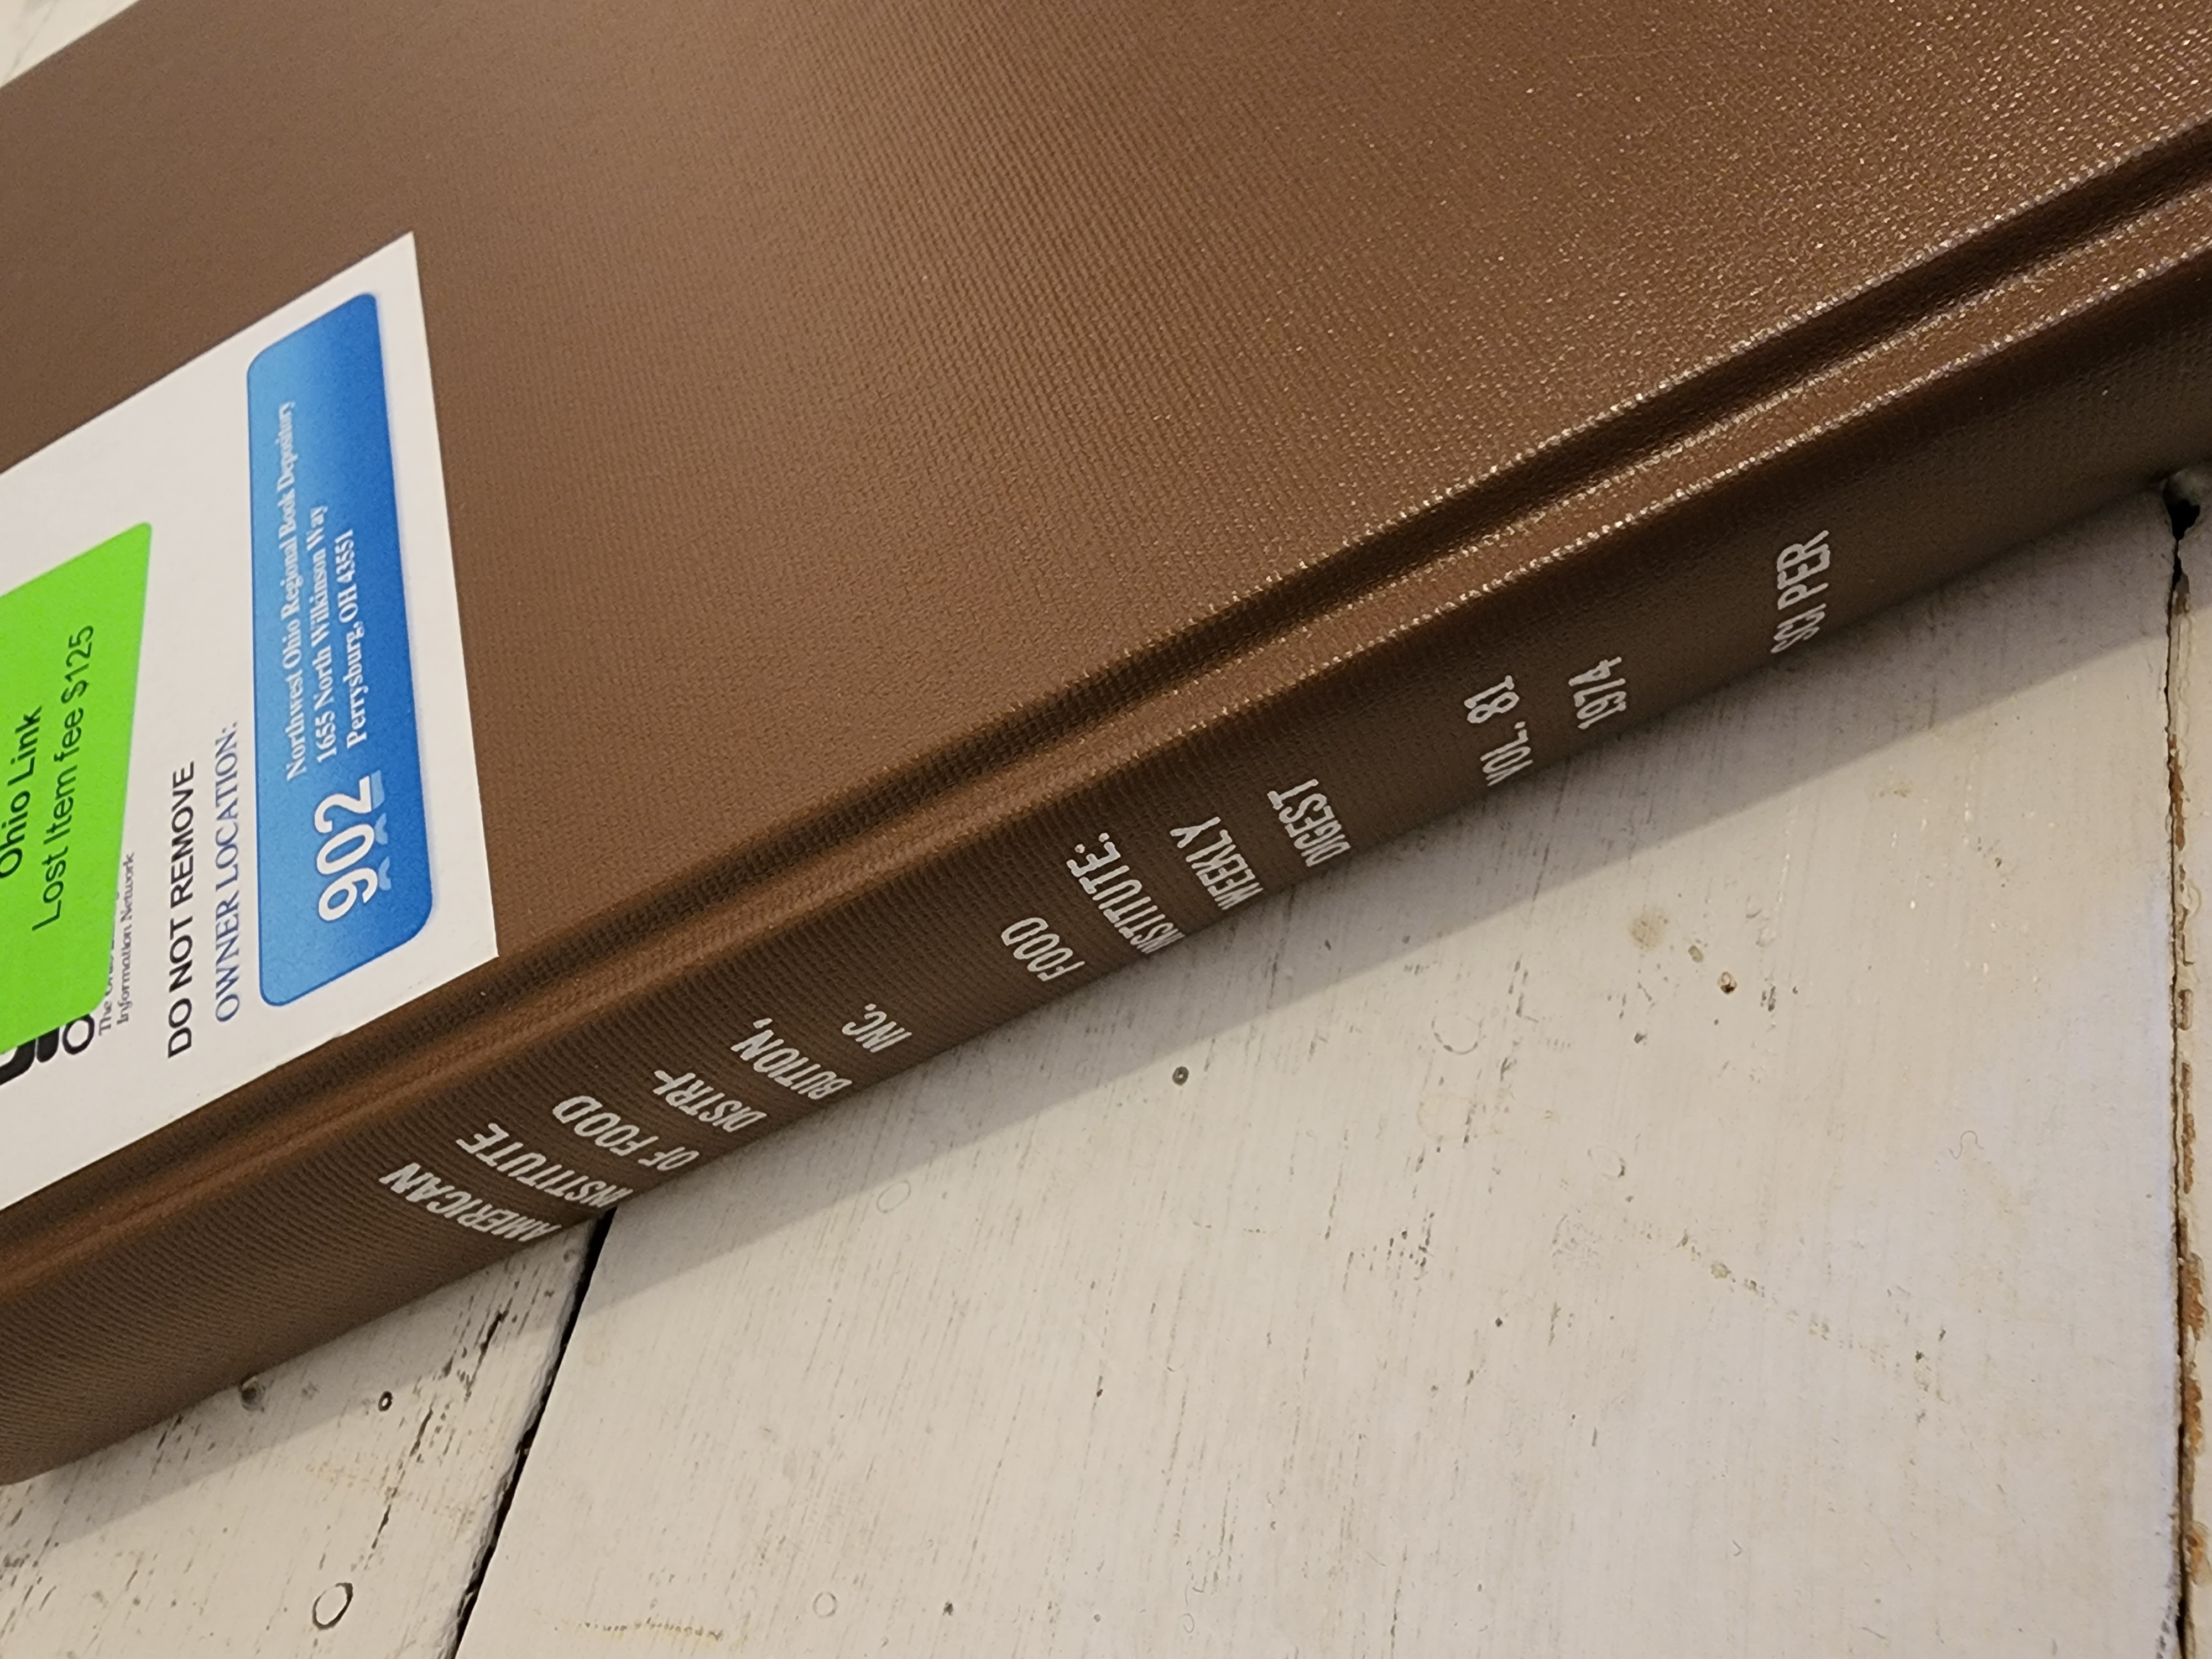 Ohio Link
Lost Item fee $125
The
Information Network
DO NOT REMOVE
OWNER LOCATION:
902
Northwest Ohio Regional Book Depository
1655 North Wilkinson Way
Perrysburg, OH 43551
AMERICAN
INSTITUTE
OF FOOD
DISTRI-
BUTION,
INC.
FOOD
INSTITUTE.
WEEKLY
DIGEST
VOL. 81
1974
SCI PER